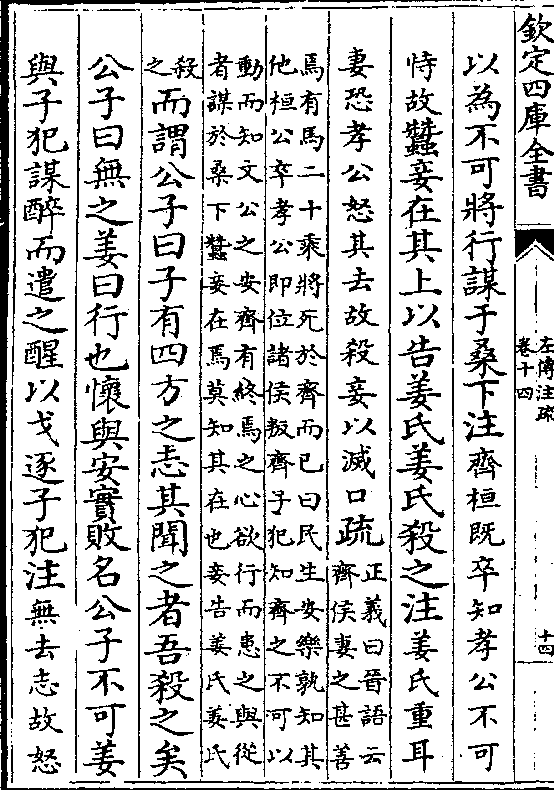 欽定四庫全書
左傳注疏
卷十四
十四
以為不可將行謀于桑下注齊桓既卒知孝公不可
恃故蠶妾在其上以告姜氏姜氏殺之注姜氏重耳
妻恐孝公怒其去故殺妾以滅口疏正義曰晉語云
齊侯妻之甚善
焉有馬二十乘將死於齊而已曰民生安樂孰知其
他桓公卒孝公即位諸侯叛齊子犯知齊之不可以
動而知文公之安齊有終焉之心欲行而患之與從
者謀於桑下蠶妾在焉莫知其在也妾告姜氏姜氏
殺
之而謂公子曰子有四方之志其聞之者吾殺之矣
公子曰無之姜曰行也懷與安實敗名公子不可姜
與子犯謀醉而遣之醒以戈逐子犯注無去志故怒